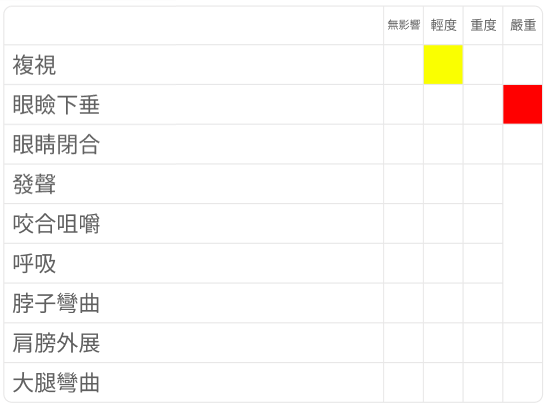 無影響 輕度 重度 嚴重
複視
眼瞼下垂
眼睛閉合
發聲
咬合咀嚼
呼吸
脖子彎曲
肩膀外展
大腿彎曲